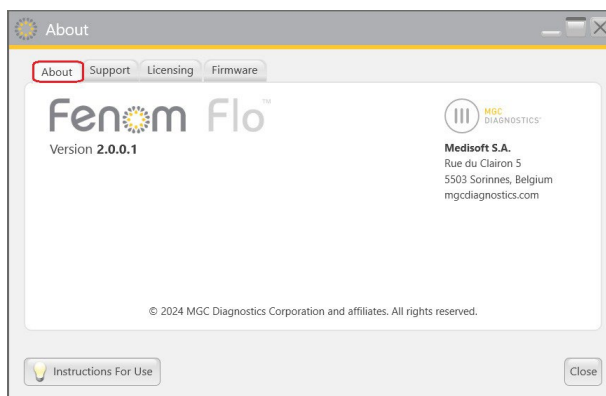 About
About Support Licensing Firmware
Fenom Flo™
Version 2.0.0.1
MGC
DIAGNOSTICS
Medisoft S.A.
Rue du Clairon 5
5503 Sorinnes, Belgium
mgcdiagnostics.com
© 2024 MGC Diagnostics Corporation and affiliates. All rights reserved.
Instructions For Use
Close